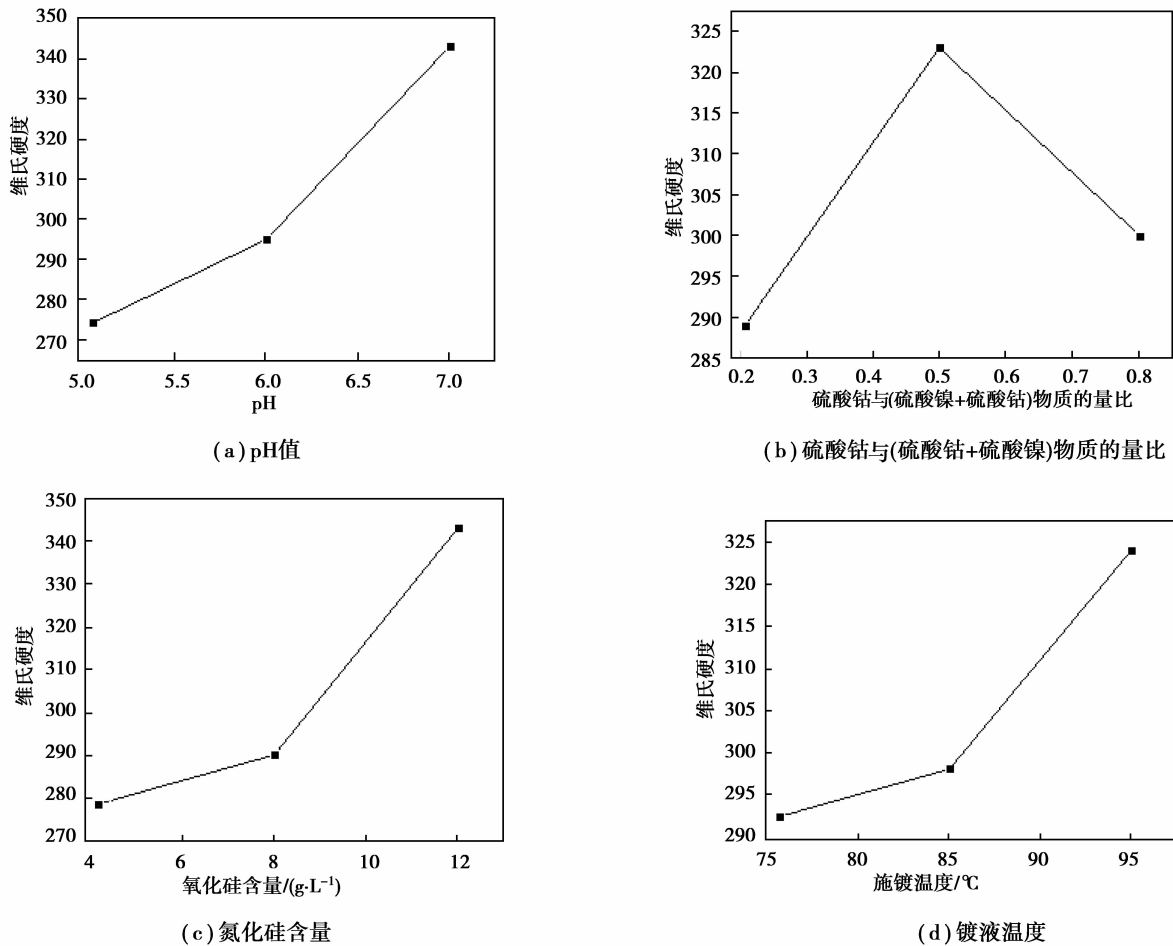 350
340
330
320
310
300
290
280
270
维氏硬度
5.0 5.5 6.0 6.5 7.0
pH
(a)pH值
325
320
315
310
305
300
295
290
285
维氏硬度
0.2 0.3 0.4 0.5 0.6 0.7 0.8
硫酸钴与(硫酸镍+硫酸钴)物质的量比
(b)硫酸钴与(硫酸钴+硫酸镍)物质的量比
350
340
330
320
310
300
290
280
270
维氏硬度
4 6 8 10 12
氧化硅含量/(g·L⁻¹)
(c)氮化硅含量
325
320
315
310
305
300
295
290
维氏硬度
75 80 85 90 95
施镀温度/℃
(d)镀液温度